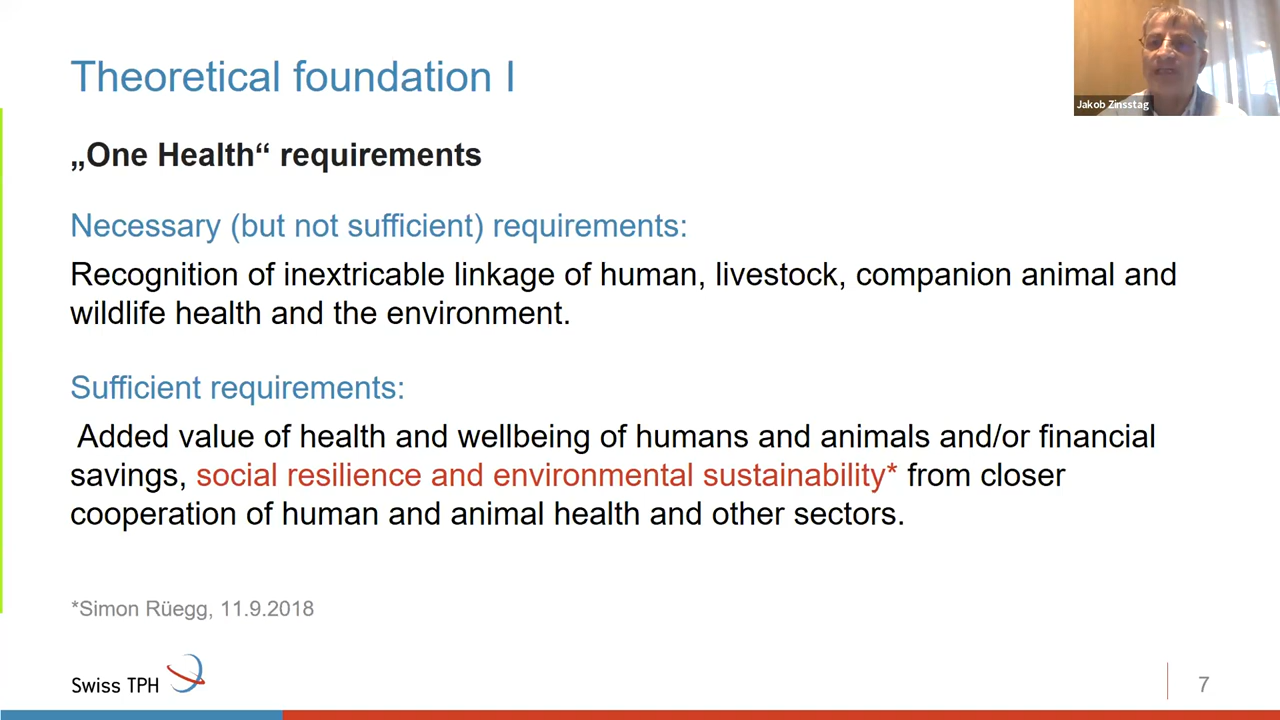 Theoretical foundation I
Jakob Zinsstag
„One Health“ requirements
Necessary (but not sufficient) requirements:
Recognition of inextricable linkage of human, livestock, companion animal and
wildlife health and the environment.
Sufficient requirements:
Added value of health and wellbeing of humans and animals and/or financial
savings, social resilience and environmental sustainability* from closer
cooperation of human and animal health and other sectors.
*Simon Rüegg, 11.9.2018
Swiss TPH
7